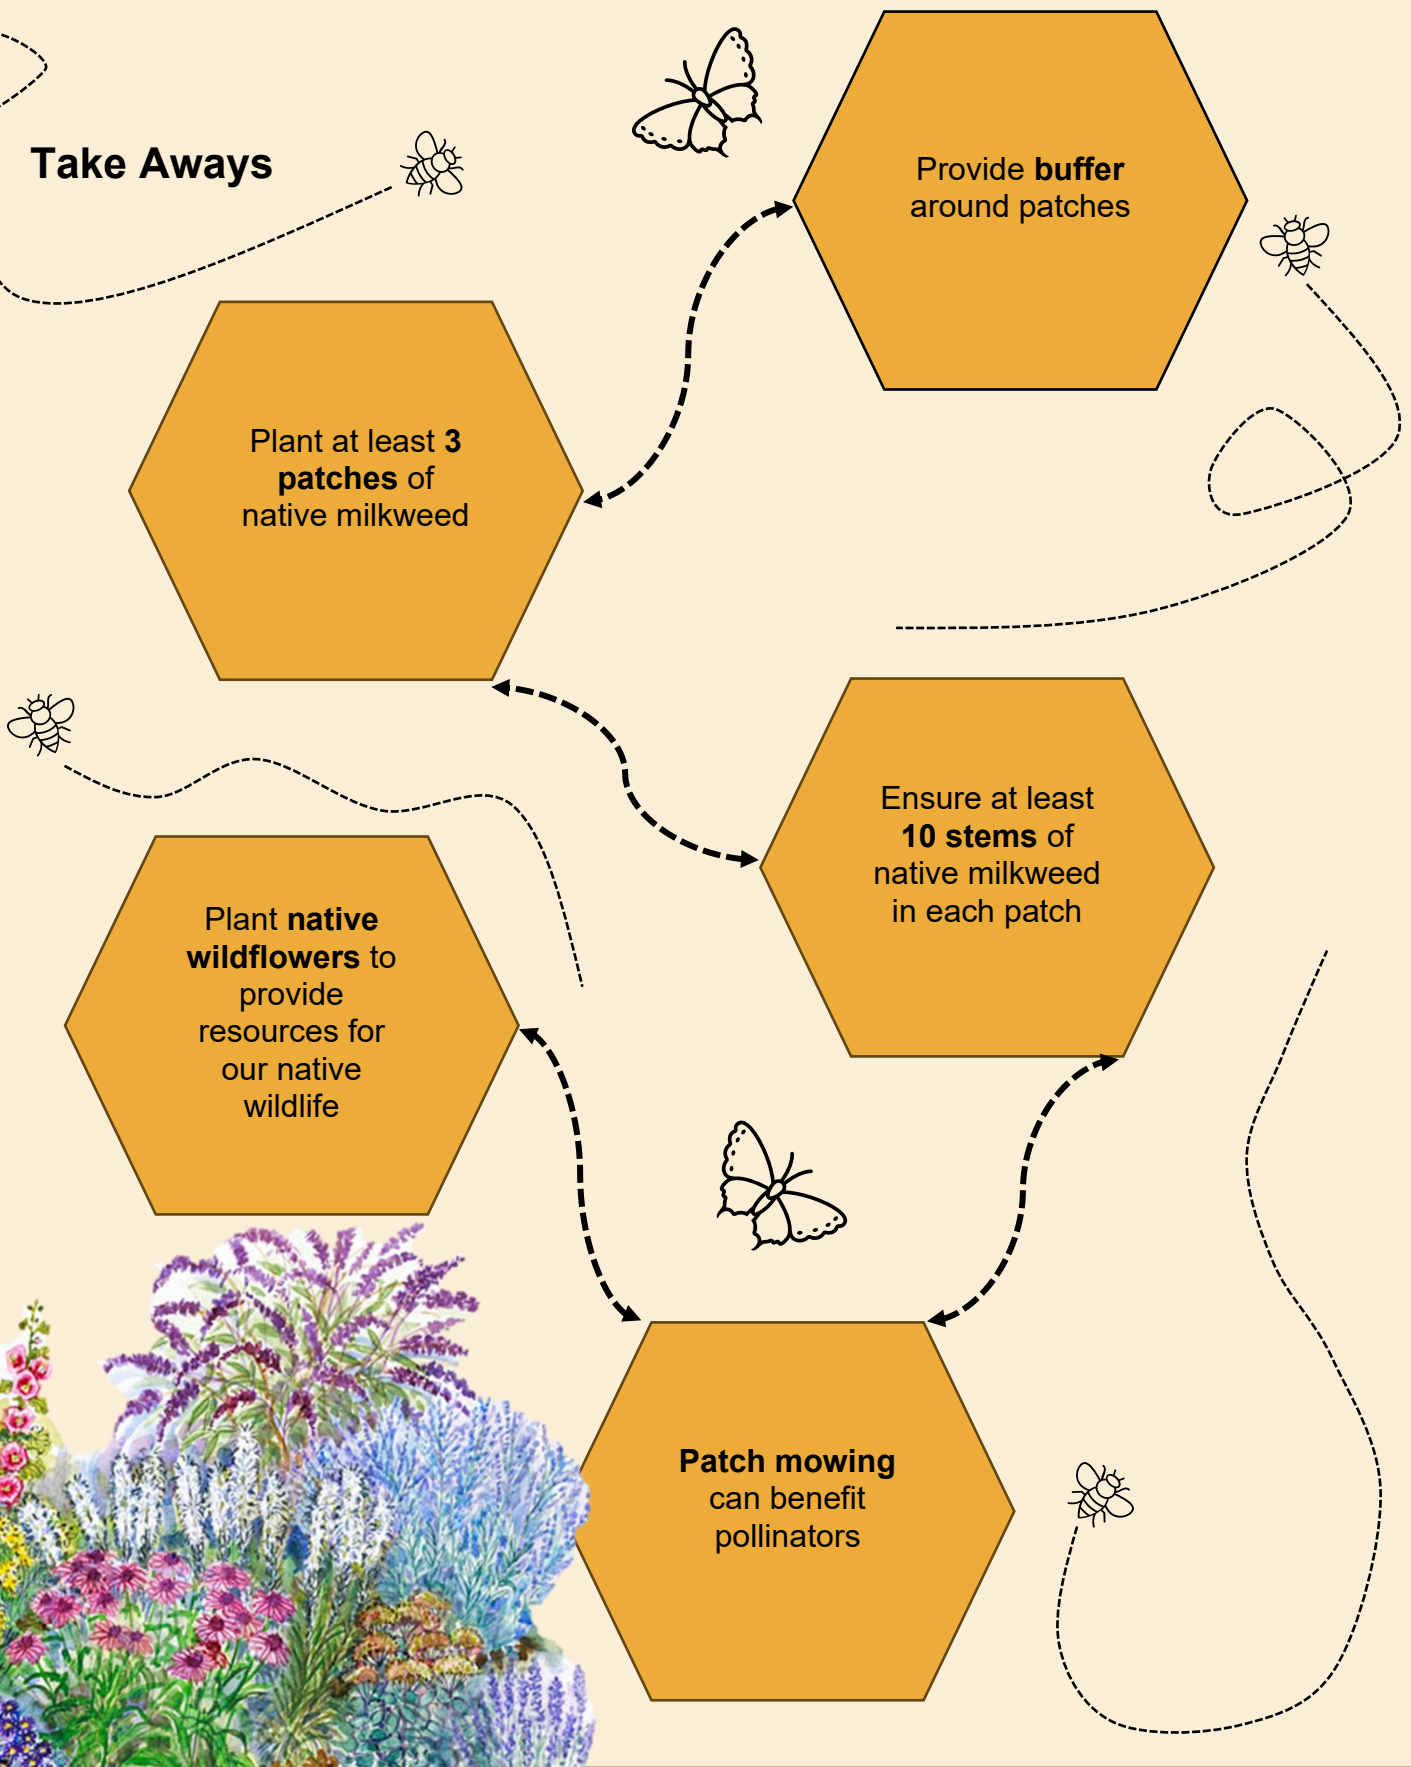 Take Aways
Provide buffer
around patches
Plant at least 3
patches of
native milkweed
Ensure at least
10 stems of
native milkweed
in each patch
Plant native
wildflowers to
provide
resources for
our native
wildlife
Patch mowing
can benefit
pollinators